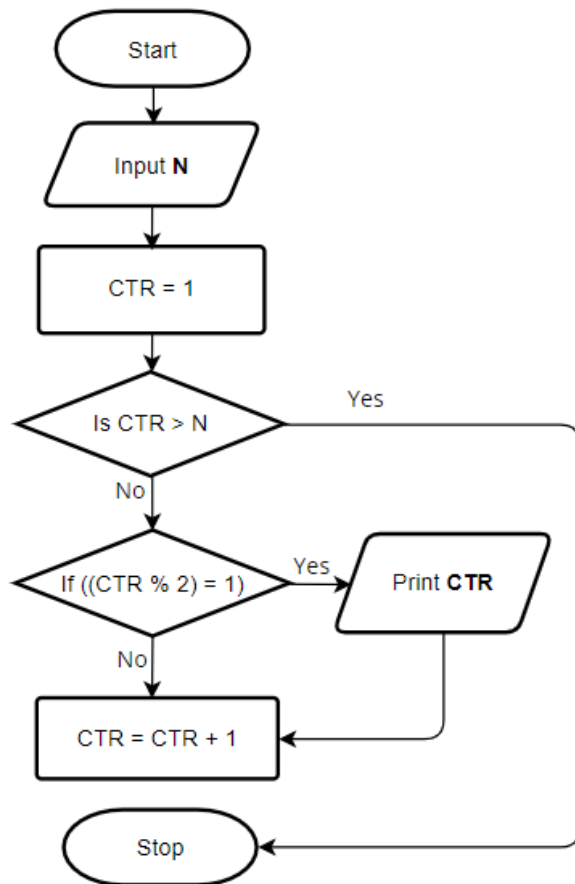 Start
Input N
CTR = 1
Is CTR > N
Yes
No
If ((CTR % 2) = 1)
Yes
Print CTR
No
CTR = CTR + 1
Stop